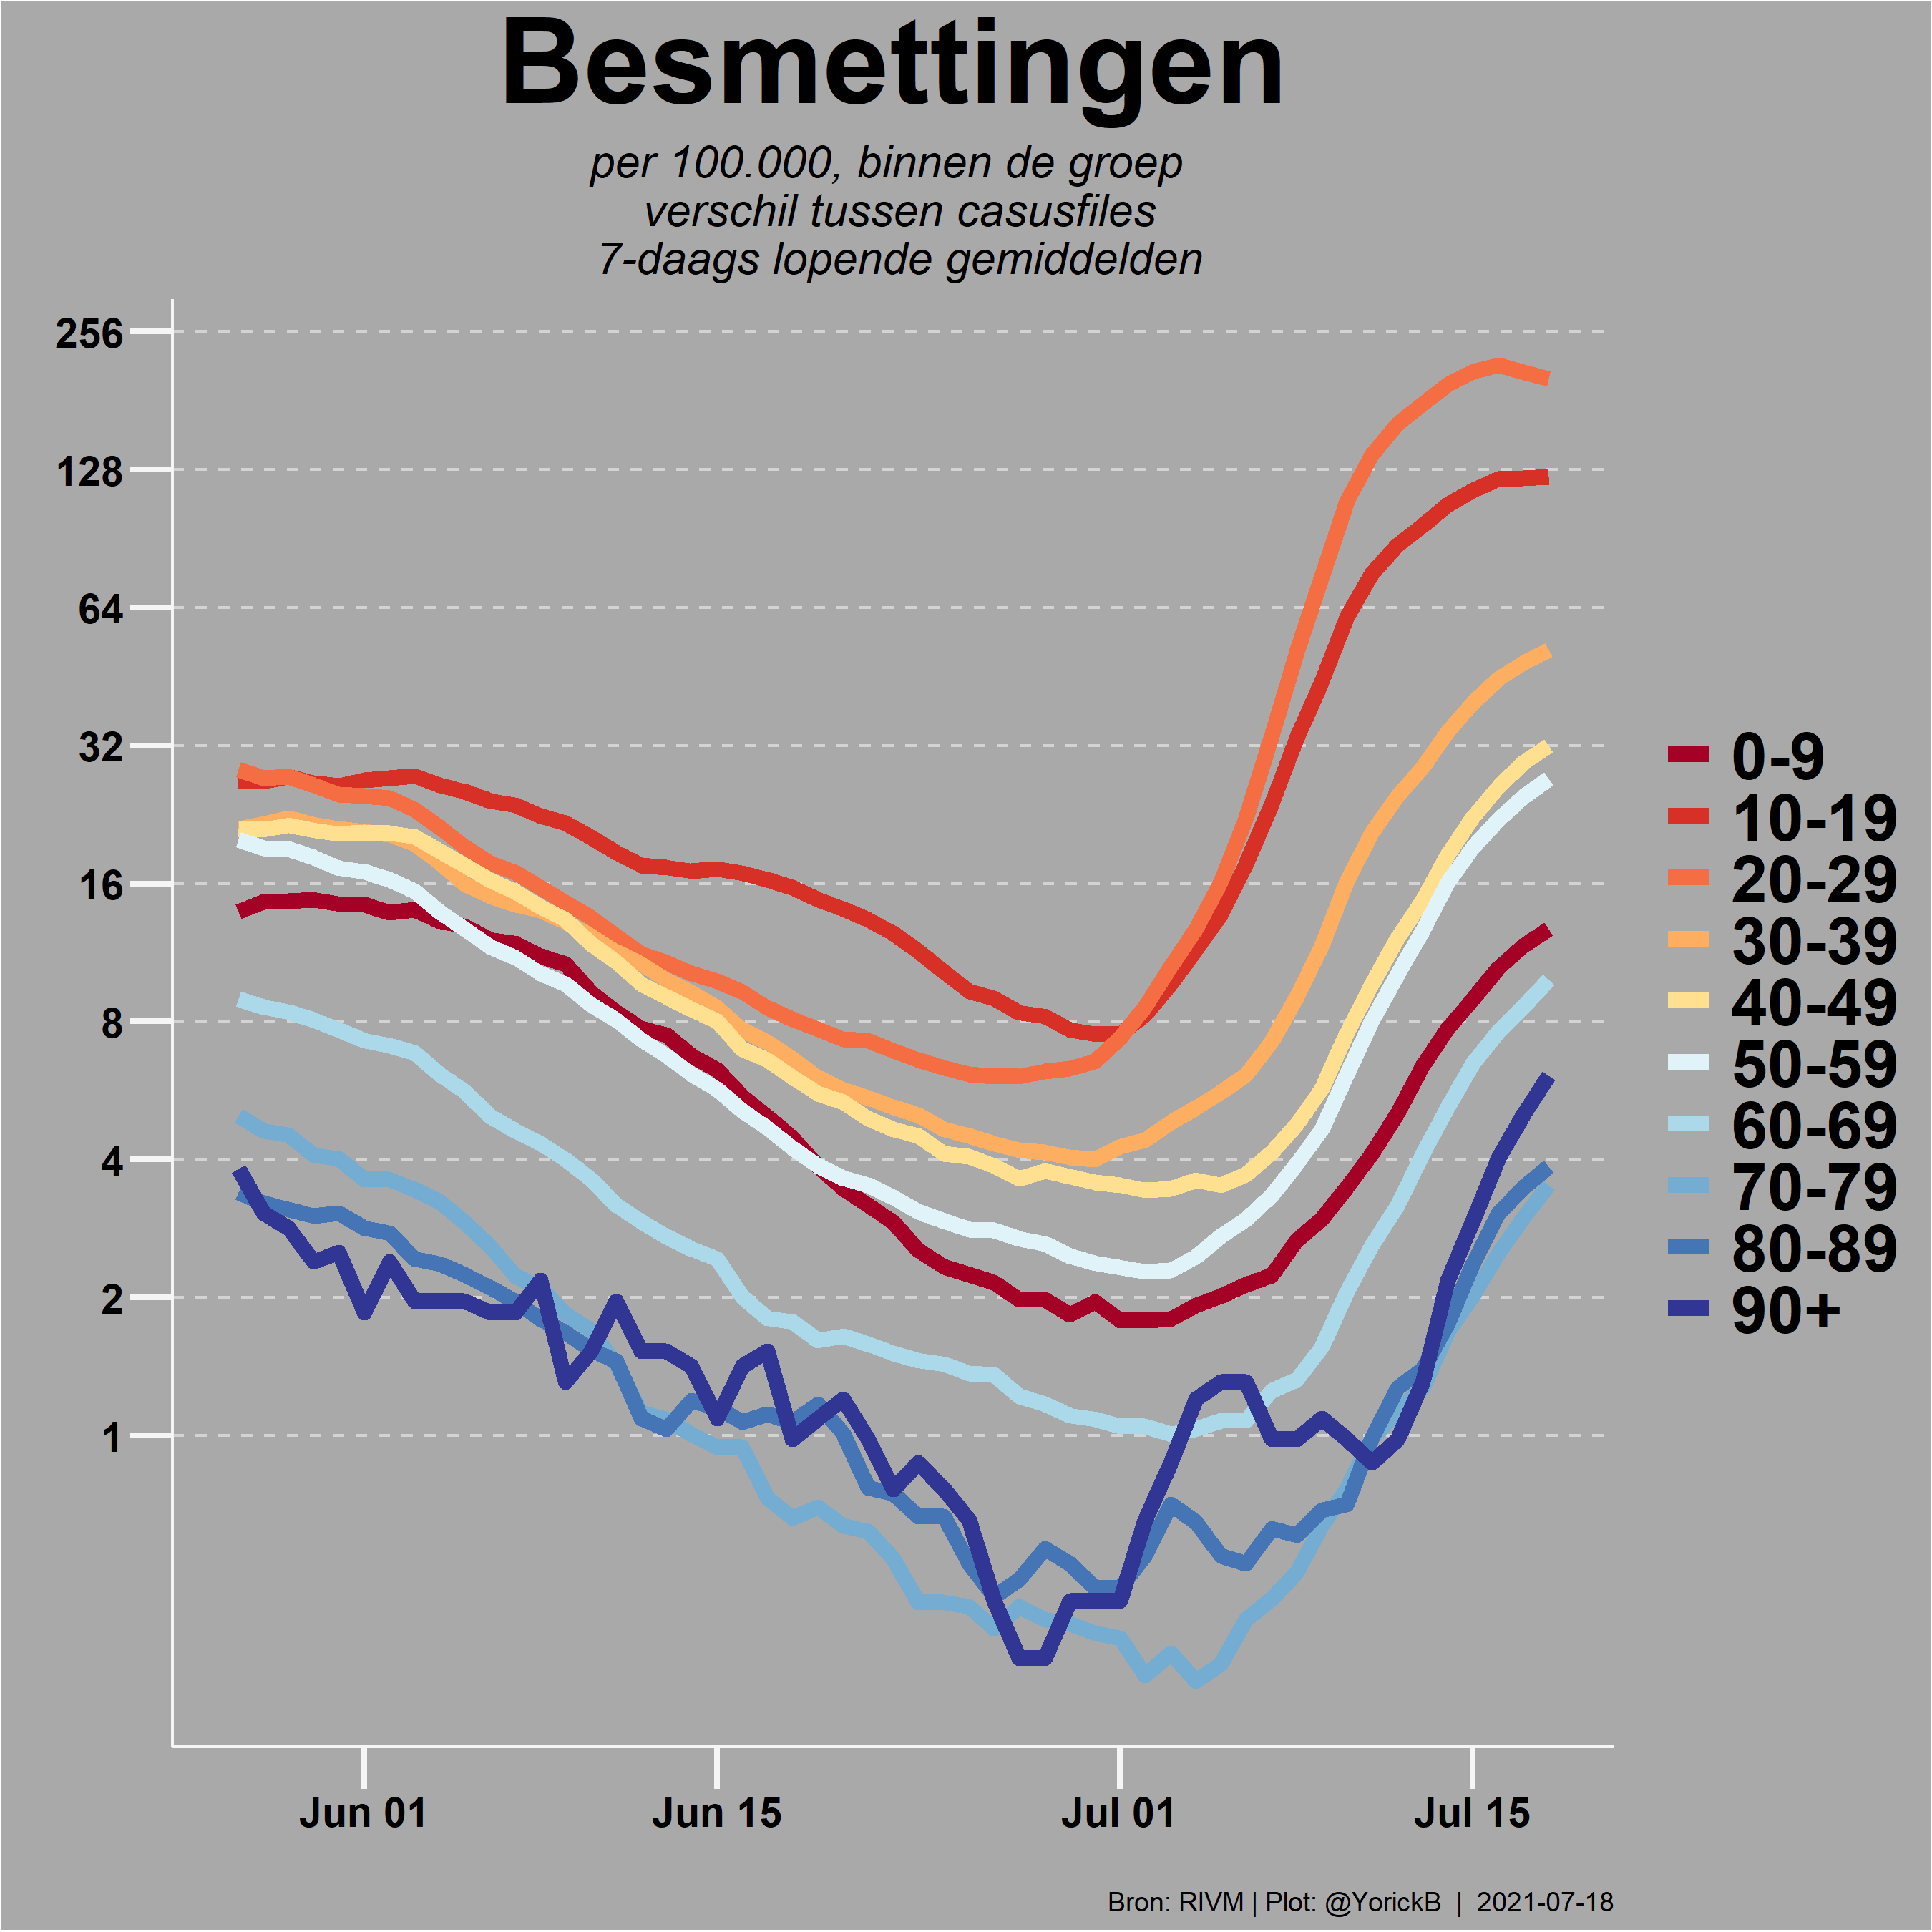 Besmettingen
per 100.000, binnen de groep
verschil tussen casusfiles
7-daags lopende gemiddelden
256
128
64
32
16
8
4
2
1
0-9
10-19
20-29
30-39
40-49
50-59
60-69
70-79
80-89
90+
Jun 01
Jun 15
Jul 01
Jul 15
Bron: RIVM | Plot: @YorickB | 2021-07-18